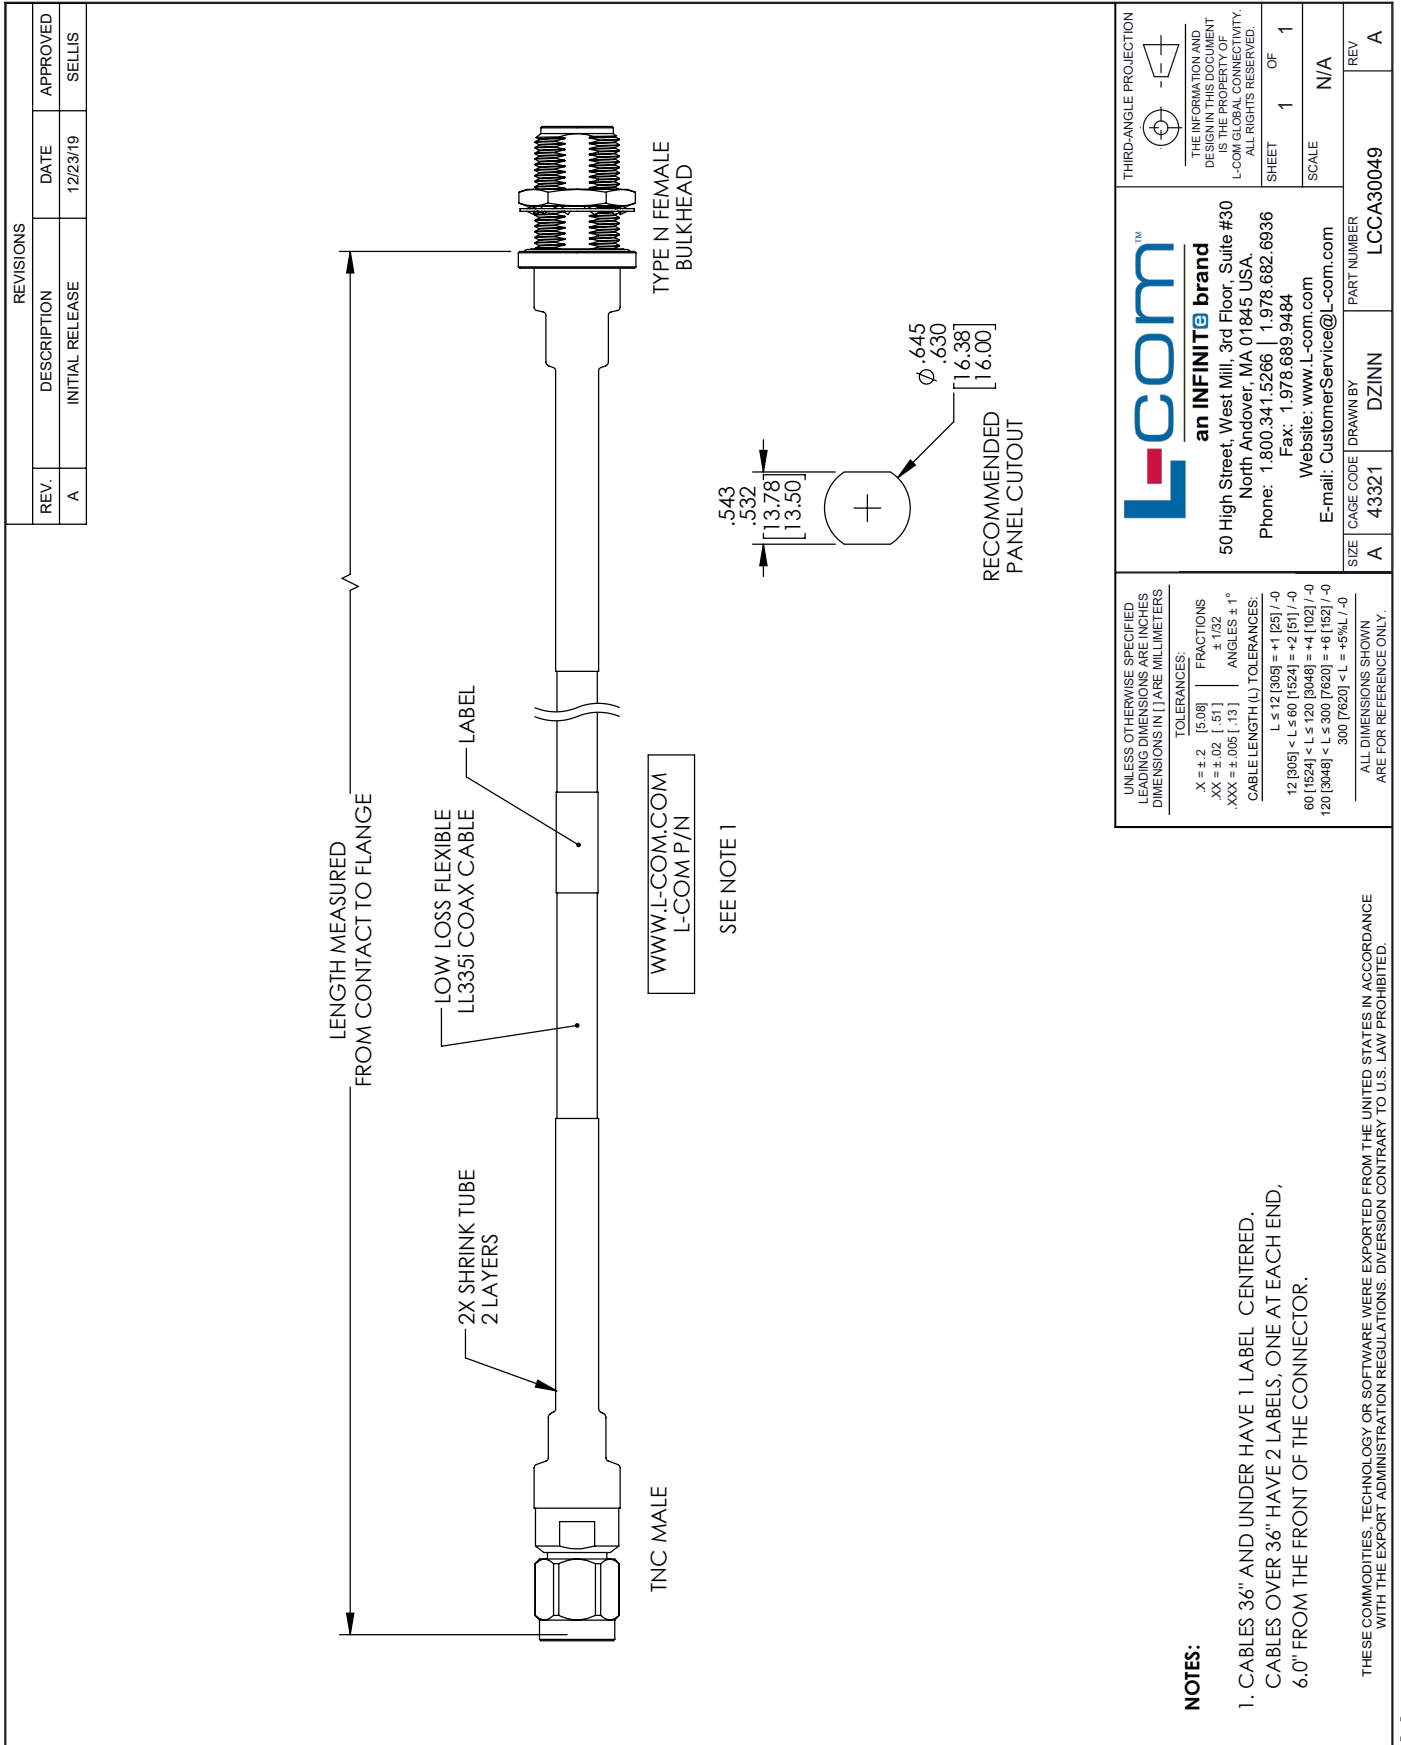 REVISIONS
REV. DESCRIPTION DATE APPROVED
A INITIAL RELEASE 12/23/19 SELLIS
LENGTH MEASURED
FROM CONTACT TO FLANGE
2X SHRINK TUBE
2 LAYERS
LOW LOSS FLEXIBLE
LL335i COAX CABLE
LABEL
TNC MALE
WWW.L-COM.COM
L-COM P/N
SEE NOTE 1
TYPE N FEMALE
BULKHEAD
.543
.532
[13.78]
[13.50]
Ø .645
.630
[16.38]
[16.00]
RECOMMENDED
PANEL CUTOUT
NOTES:
1. CABLES 36" AND UNDER HAVE 1 LABEL CENTERED.
CABLES OVER 36" HAVE 2 LABELS, ONE AT EACH END,
6.0" FROM THE FRONT OF THE CONNECTOR.
THESE COMMODITIES, TECHNOLOGY OR SOFTWARE WERE EXPORTED FROM THE UNITED STATES IN ACCORDANCE
WITH THE EXPORT ADMINISTRATION REGULATIONS. DIVERSION CONTRARY TO U.S. LAW PROHIBITED.
UNLESS OTHERWISE SPECIFIED
LEADING DIMENSIONS ARE INCHES
DIMENSIONS IN [ ] ARE MILLIMETERS
TOLERANCES:
.X = ± .2 [5.08] FRACTIONS
.XX = ± .02 [ .51 ] ± 1/32
.XXX = ± .005 [ .13 ] ANGLES ± 1°
CABLE LENGTH (L) TOLERANCES:
L ≤ 12 [305] = +1 [25] / -0
12 [305] < L ≤ 60 [1524] = +2 [51] / -0
60 [1524] < L ≤ 120 [3048] = +4 [102] / -0
120 [3048] < L ≤ 300 [7620] = +6 [152] / -0
300 [7620] < L = +5%L / -0
ALL DIMENSIONS SHOWN
ARE FOR REFERENCE ONLY.
L-com™
an INFINITe brand
50 High Street, West Mill, 3rd Floor, Suite #30
North Andover, MA 01845 USA.
Phone: 1.800.341.5266 | 1.978.682.6936
Fax: 1.978.689.9484
Website: www.L-com.com
E-mail: CustomerService@L-com.com
THIRD-ANGLE PROJECTION
THE INFORMATION AND
DESIGN IN THIS DOCUMENT
IS THE PROPERTY OF
L-COM GLOBAL CONNECTIVITY.
ALL RIGHTS RESERVED.
SHEET 1 OF 1
SCALE N/A
SIZE A
CAGE CODE 43321
DRAWN BY DZINN
PART NUMBER LCCA30049
REV A